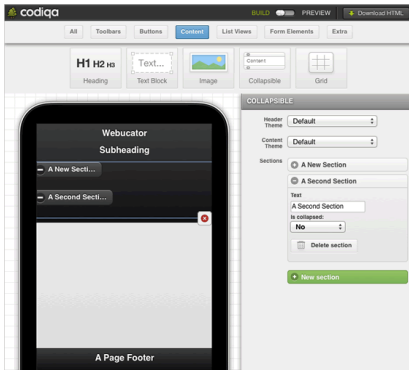 codiqa
BUILD PREVIEW Download HTML
All Toolbars Buttons Content List Views Form Elements Extra
H1 H2 H3
Heading
Text...
Text Block
Image
Content
Collapsible
Grid
Webucator
Subheading
A New Secti...
A Second Secti...
A Page Footer
COLLAPSIBLE
Header Theme Default
Content Theme Default
Sections A New Section
A Second Section
Text
A Second Section
Is collapsed:
No
Delete section
New section